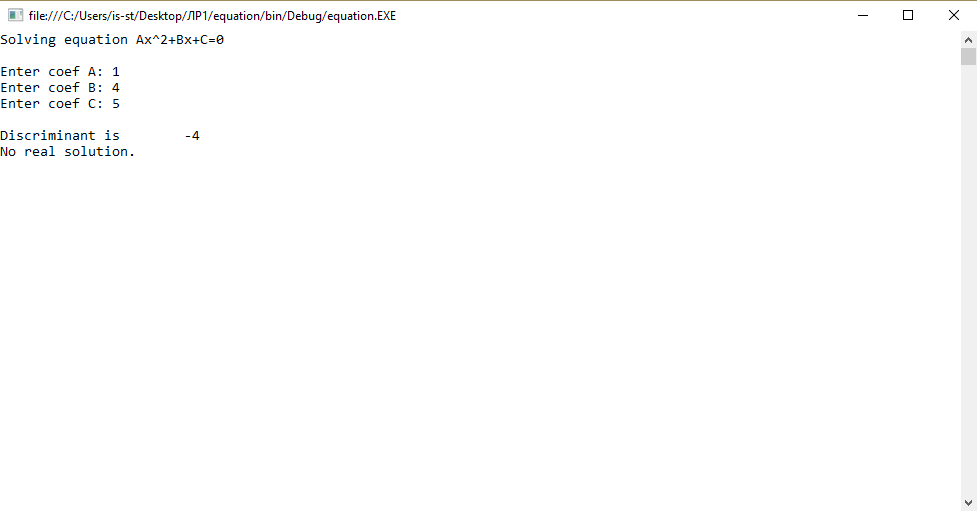 file:///C:/Users/is-st/Desktop/ЛР1/equation/bin/Debug/equation.EXE
Solving equation Ax^2+Bx+C=0
Enter coef A: 1
Enter coef B: 4
Enter coef C: 5
Discriminant is        -4
No real solution.